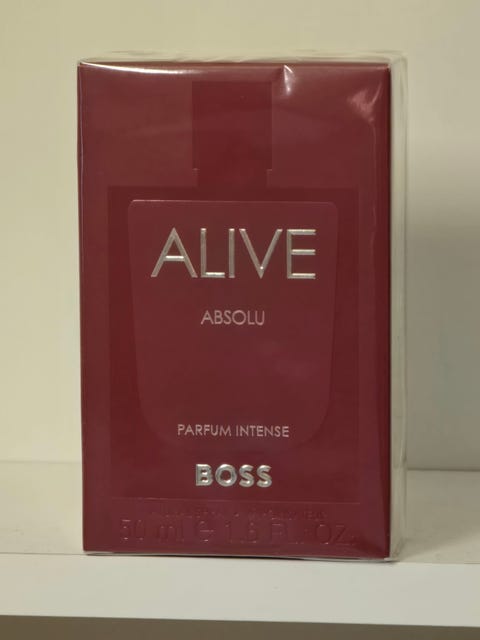 ALIVE
ABSOLU
PARFUM INTENSE
BOSS
50 ml ℮ 1.6 FL. OZ.